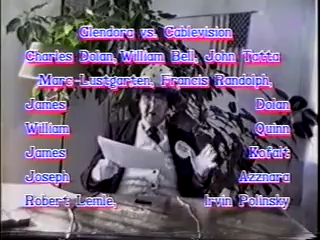 Glendora vs. Cablevision
Charles Dolan, William Bell, John Tatta
Marc Lustgarten, Francis Randolph,
James Dolan
William Quinn
James Kofalt
Joseph Azznara
Robert Lemle, Irvin Polinsky